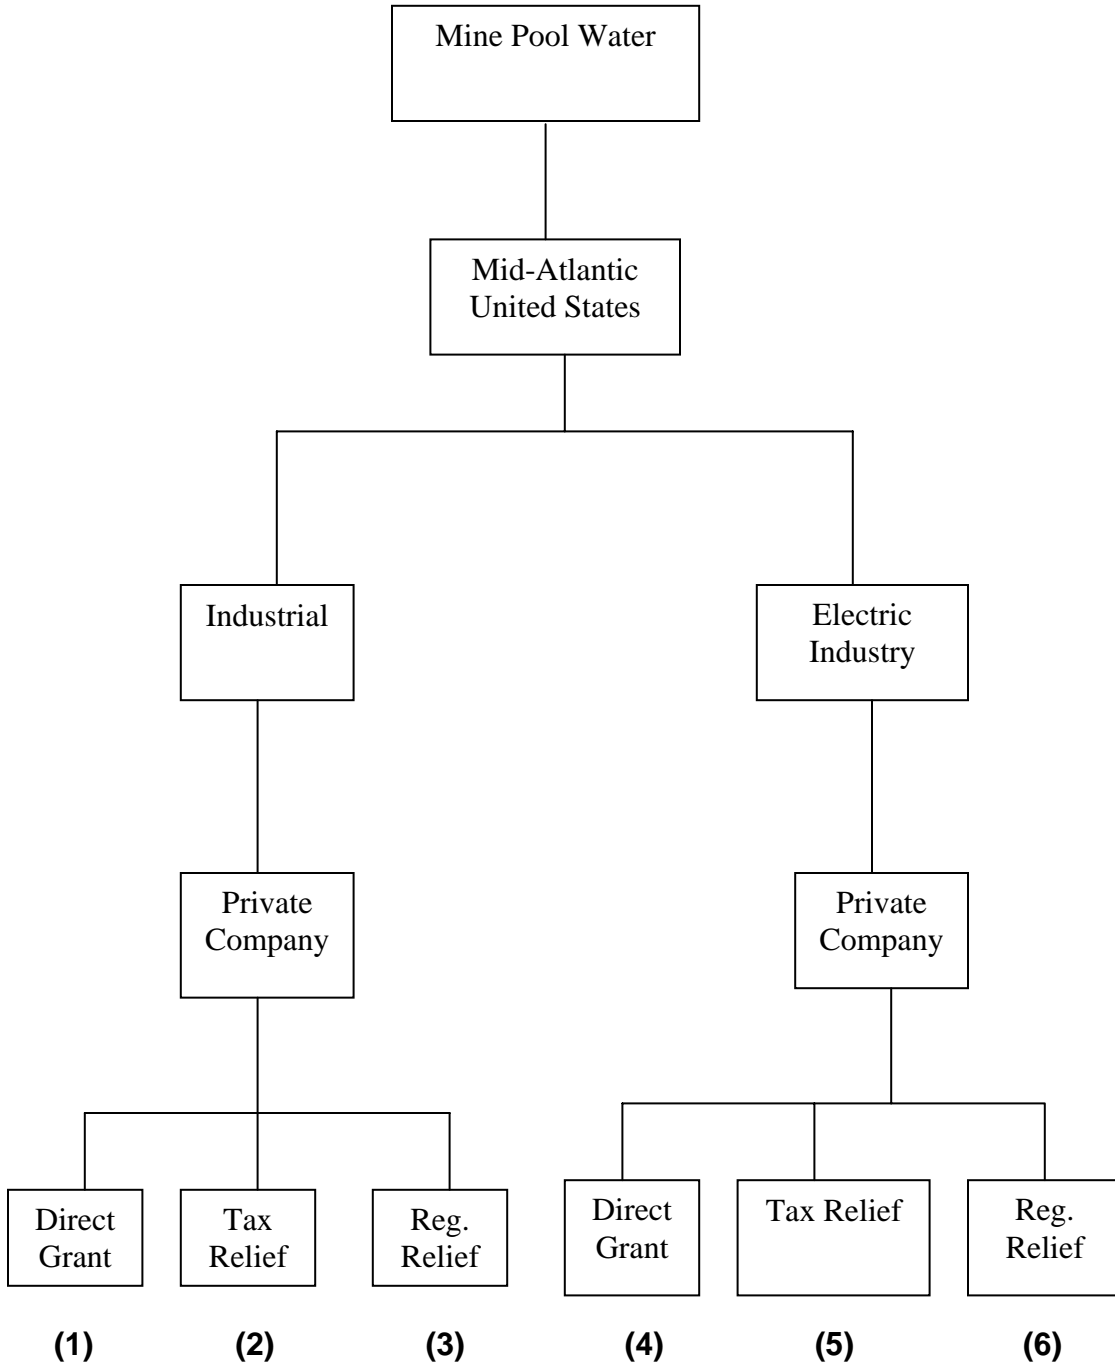 Mine Pool Water
Mid-Atlantic
United States
Industrial
Electric
Industry
Private
Company
Private
Company
Direct
Grant
Tax
Relief
Reg.
Relief
Direct
Grant
Tax Relief
Reg.
Relief
(1) (2) (3) (4) (5) (6)